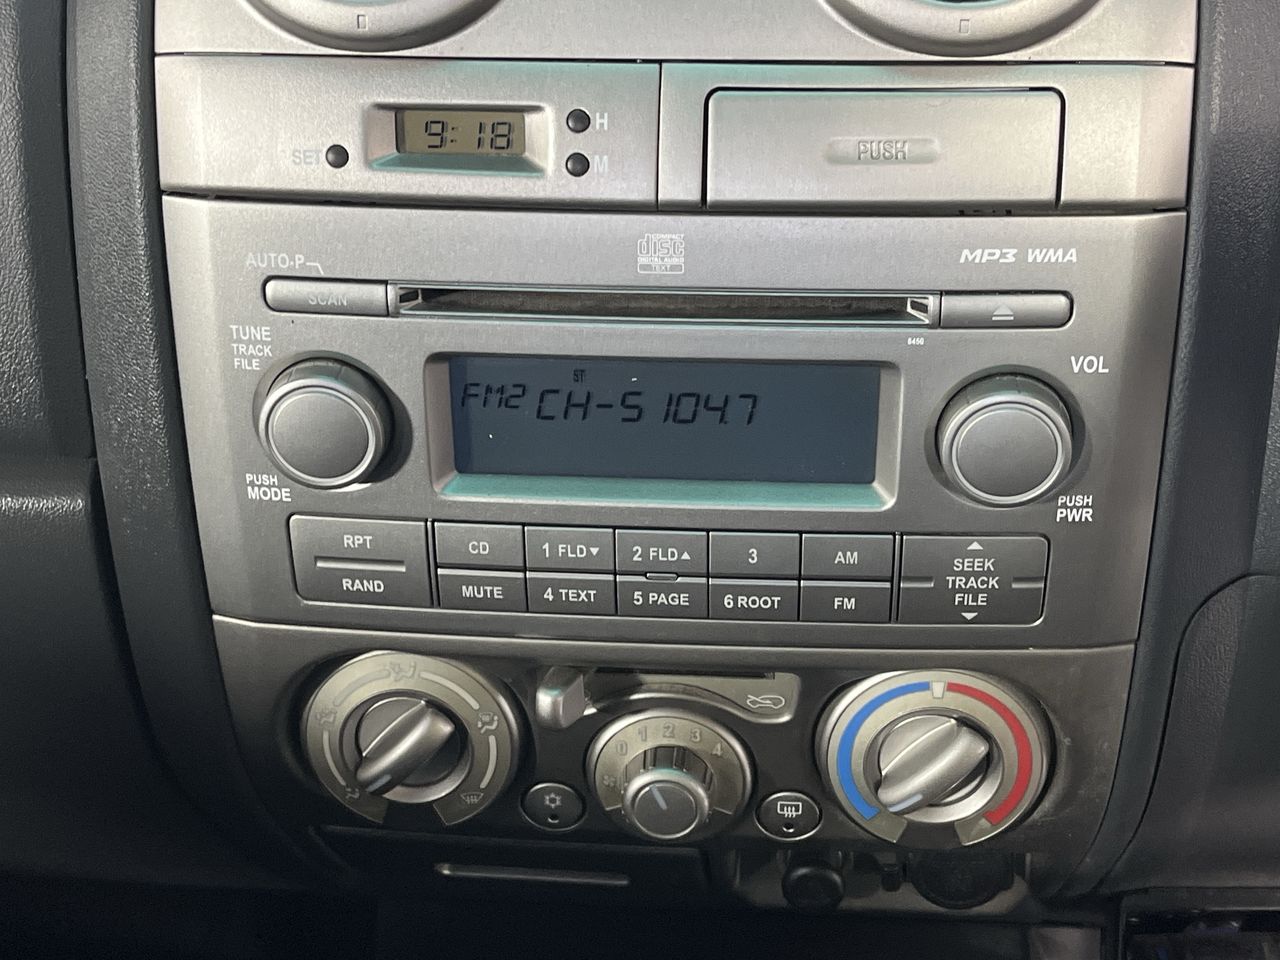 9:18
H
SET
M
PUSH
COMPACT
disc
DIGITAL AUDIO
TEXT
MP3 WMA
AUTO-P
SCAN
6450
TUNE
TRACK
FILE
VOL
ST
FM2 CH-5 104.7
PUSH
MODE
PUSH
PWR
RPT
RAND
CD
1 FLD▼
2 FLD▲
3
AM
MUTE
4 TEXT
5 PAGE
6 ROOT
FM
SEEK
TRACK
FILE
0 1 2 3 4